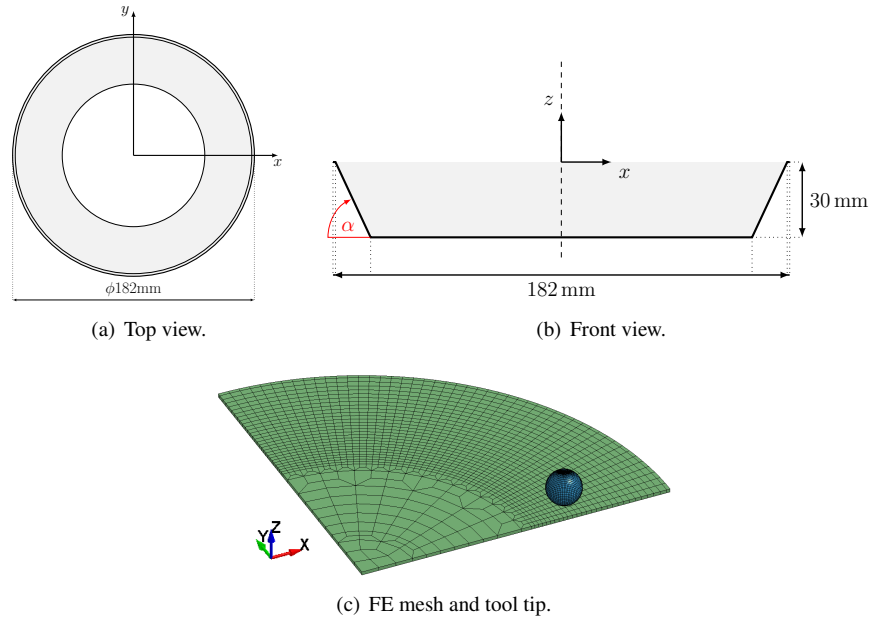 y
x
ϕ182mm
(a) Top view.
z
x
30 mm
α
182 mm
(b) Front view.
Z
Y
X
(c) FE mesh and tool tip.